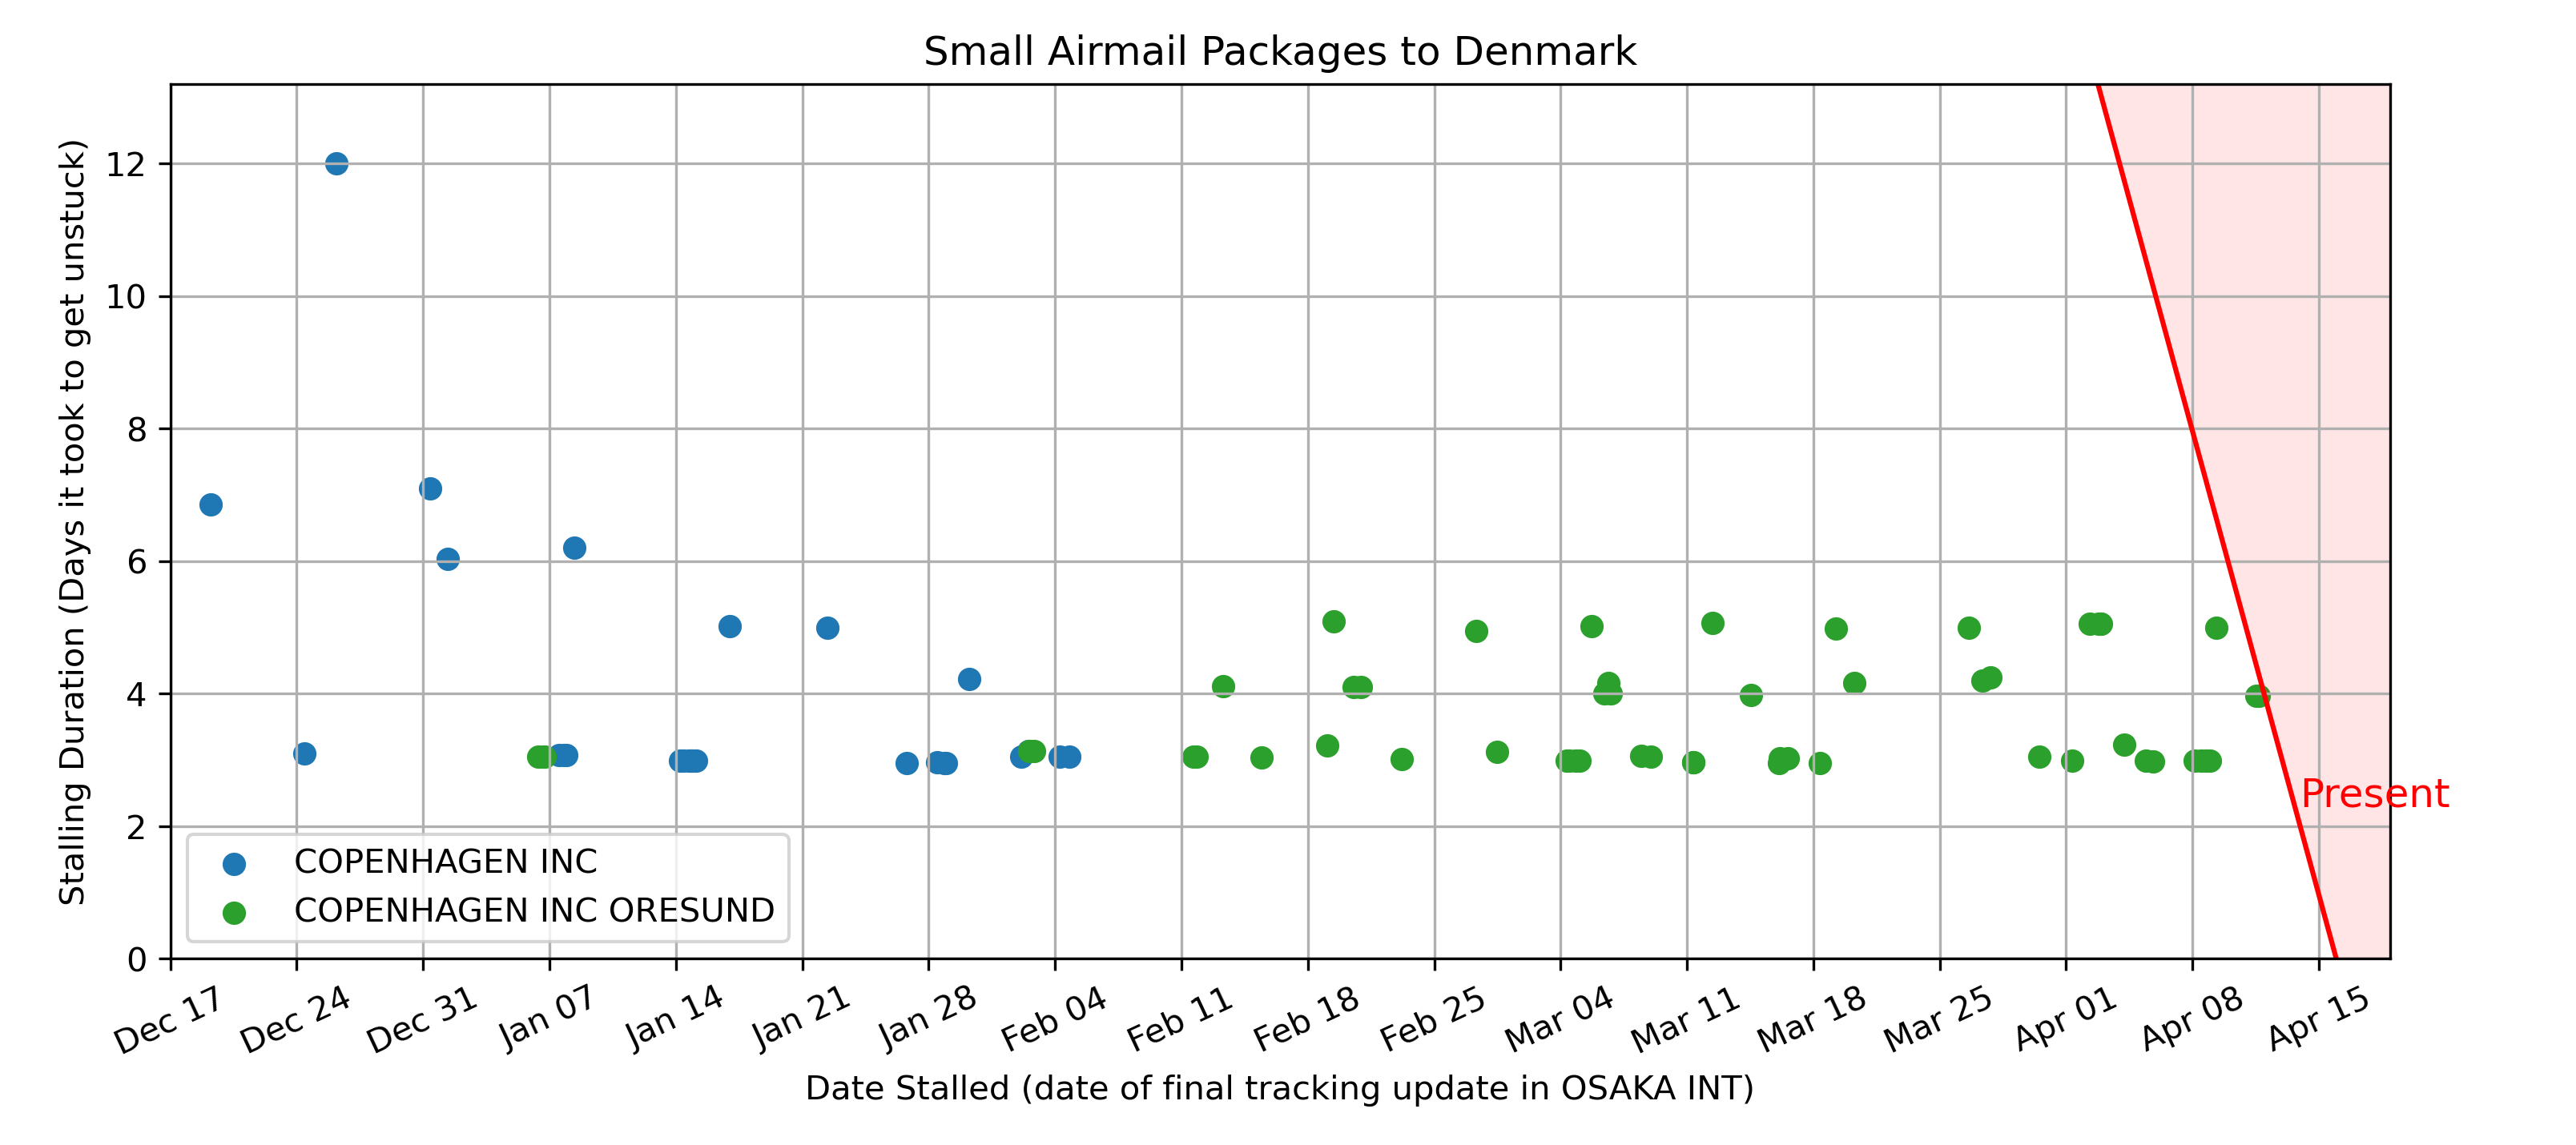 Small Airmail Packages to Denmark
Stalling Duration (Days it took to get unstuck)
12
10
8
6
4
2
0
Present
COPENHAGEN INC
COPENHAGEN INC ORESUND
Dec 17
Dec 24
Dec 31
Jan 07
Jan 14
Jan 21
Jan 28
Feb 04
Feb 11
Feb 18
Feb 25
Mar 04
Mar 11
Mar 18
Mar 25
Apr 01
Apr 08
Apr 15
Date Stalled (date of final tracking update in OSAKA INT)